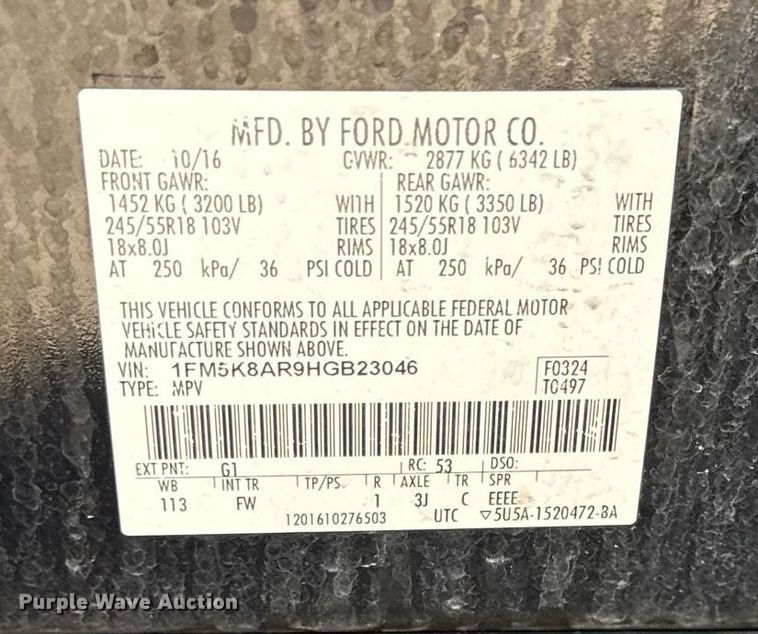 MFD. BY FORD MOTOR CO.
DATE: 10/16 GVWR: 2877 KG ( 6342 LB)
FRONT GAWR: REAR GAWR:
1452 KG ( 3200 LB) WITH 1520 KG ( 3350 LB) WITH
245/55R18 103V TIRES 245/55R18 103V TIRES
18x8.0J RIMS 18x8.0J RIMS
AT 250 kPa/ 36 PSI COLD AT 250 kPa/ 36 PSI COLD
THIS VEHICLE CONFORMS TO ALL APPLICABLE FEDERAL MOTOR
VEHICLE SAFETY STANDARDS IN EFFECT ON THE DATE OF
MANUFACTURE SHOWN ABOVE.
VIN: 1FM5K8AR9HGB23046 F0324
TYPE: MPV T0497
EXT PNT: G1 RC: 53 DSO:
WB INT TR TP/PS R AXLE TR SPR
113 FW 1 3J C EEEE
1201610276503 UTC ▽5U5A-1520472-BA
Purple Wave Auction